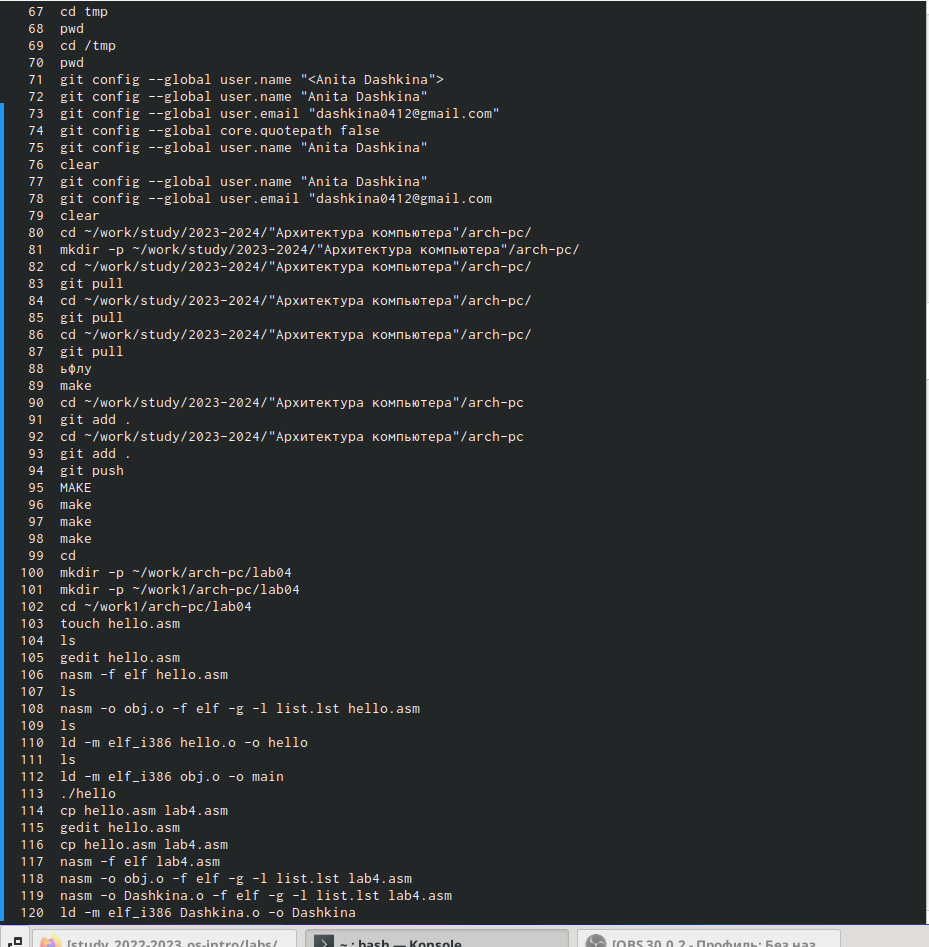 67 cd tmp
68 pwd
69 cd /tmp
70 pwd
71 git config --global user.name "<Anita Dashkina">
72 git config --global user.name "Anita Dashkina"
73 git config --global user.email "dashkina0412@gmail.com"
74 git config --global core.quotepath false
75 git config --global user.name "Anita Dashkina"
76 clear
77 git config --global user.name "Anita Dashkina"
78 git config --global user.email "dashkina0412@gmail.com
79 clear
80 cd ~/work/study/2023-2024/"Архитектура компьютера"/arch-pc/
81 mkdir -p ~/work/study/2023-2024/"Архитектура компьютера"/arch-pc/
82 cd ~/work/study/2023-2024/"Архитектура компьютера"/arch-pc/
83 git pull
84 cd ~/work/study/2023-2024/"Архитектура компьютера"/arch-pc/
85 git pull
86 cd ~/work/study/2023-2024/"Архитектура компьютера"/arch-pc/
87 git pull
88 ьфлу
89 make
90 cd ~/work/study/2023-2024/"Архитектура компьютера"/arch-pc
91 git add .
92 cd ~/work/study/2023-2024/"Архитектура компьютера"/arch-pc
93 git add .
94 git push
95 MAKE
96 make
97 make
98 make
99 cd
100 mkdir -p ~/work/arch-pc/lab04
101 mkdir -p ~/work1/arch-pc/lab04
102 cd ~/work1/arch-pc/lab04
103 touch hello.asm
104 ls
105 gedit hello.asm
106 nasm -f elf hello.asm
107 ls
108 nasm -o obj.o -f elf -g -l list.lst hello.asm
109 ls
110 ld -m elf_i386 hello.o -o hello
111 ls
112 ld -m elf_i386 obj.o -o main
113 ./hello
114 cp hello.asm lab4.asm
115 gedit hello.asm
116 cp hello.asm lab4.asm
117 nasm -f elf lab4.asm
118 nasm -o obj.o -f elf -g -l list.lst lab4.asm
119 nasm -o Dashkina.o -f elf -g -l list.lst lab4.asm
120 ld -m elf_i386 Dashkina.o -o Dashkina
[study_2022-2023_os-intro/labs/ ~ : bash — Konsole [OBS 30.0.2 - Профиль: Без наз